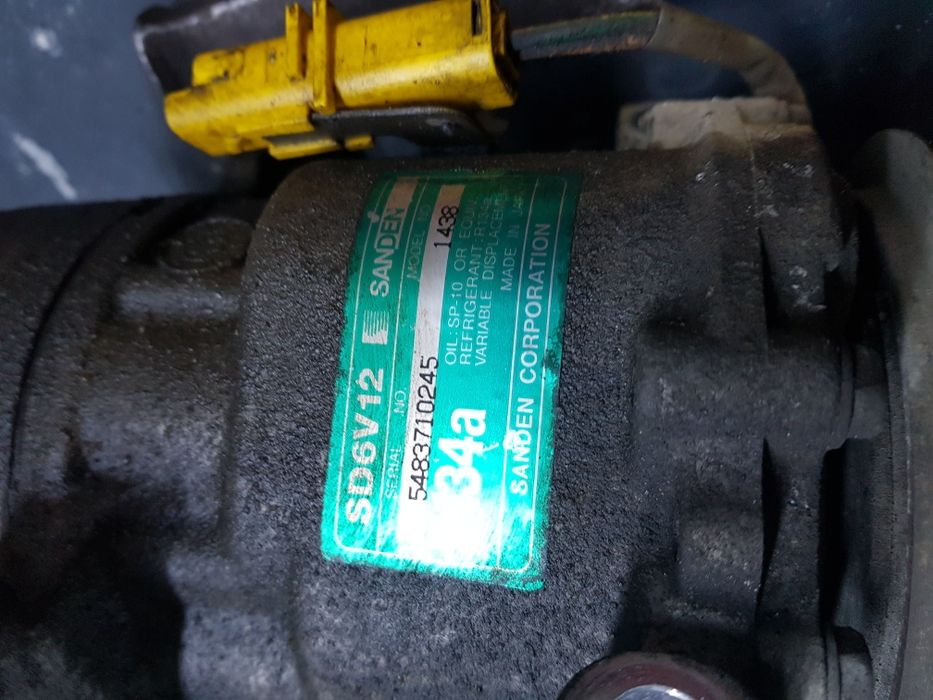 SD6V12 SANDEN
SERIAL NO. MODEL NO.
5483710245 1438
34a
OIL: SP-10 OR EQUIV.
REFRIGERANT: R134a
VARIABLE DISPLACEMENT
MADE IN JAPAN
SANDEN CORPORATION